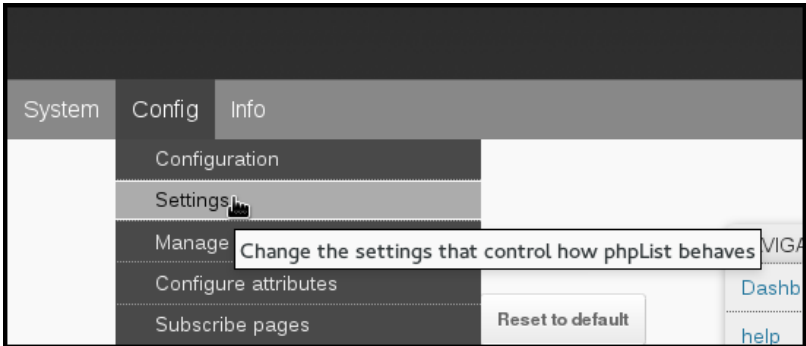 System Config Info
Configuration
Settings
Manage
Change the settings that control how phpList behaves
VIGA
Configure attributes
Dashb
Subscribe pages
Reset to default
help